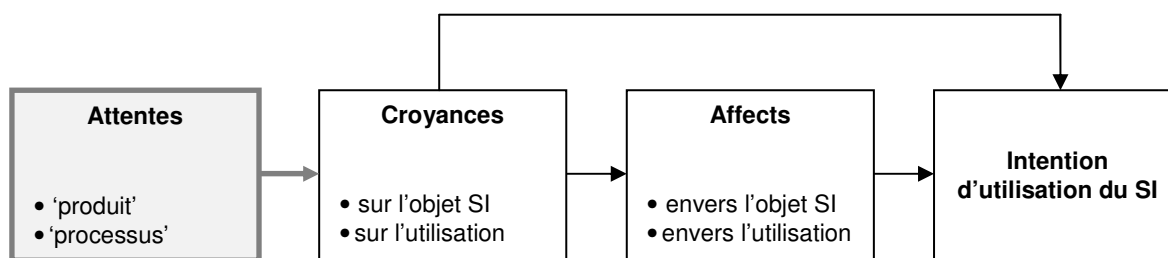 Attentes
• ‘produit’
• ‘processus’
Croyances
• sur l’objet SI
• sur l’utilisation
Affects
• envers l’objet SI
• envers l’utilisation
Intention
d’utilisation du SI